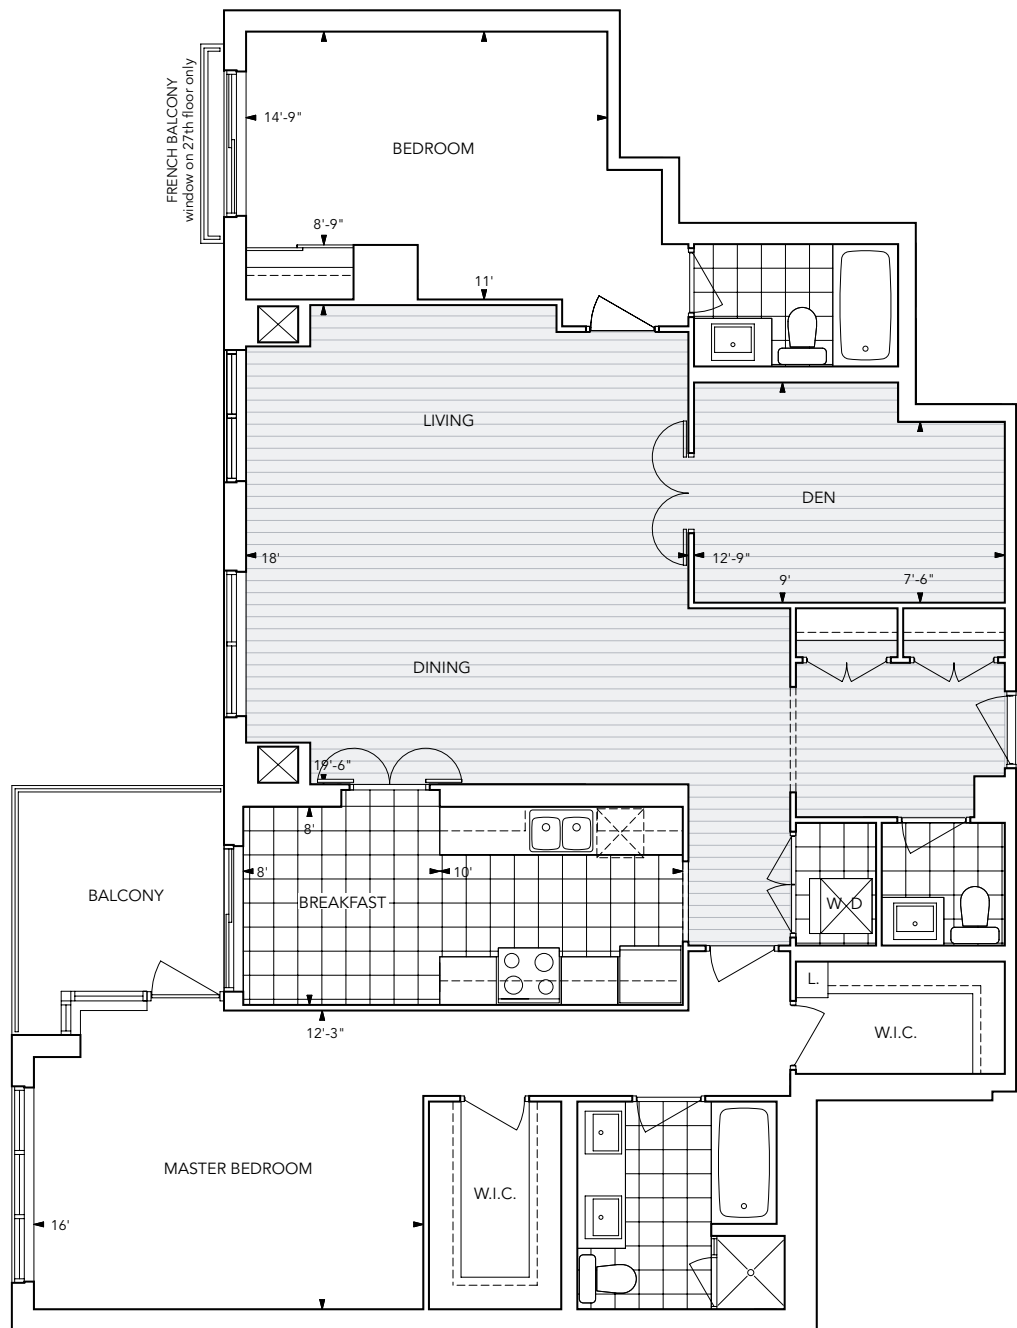 FRENCH BALCONY
window on 27th floor only
14'-9"
BEDROOM
8'-9"
11'
LIVING
DEN
18'
12'-9"
9'
7'-6"
DINING
19'-6"
8'
8'
10'
BALCONY
BREAKFAST
W D
L.
12'-3"
W.I.C.
MASTER BEDROOM
W.I.C.
16'